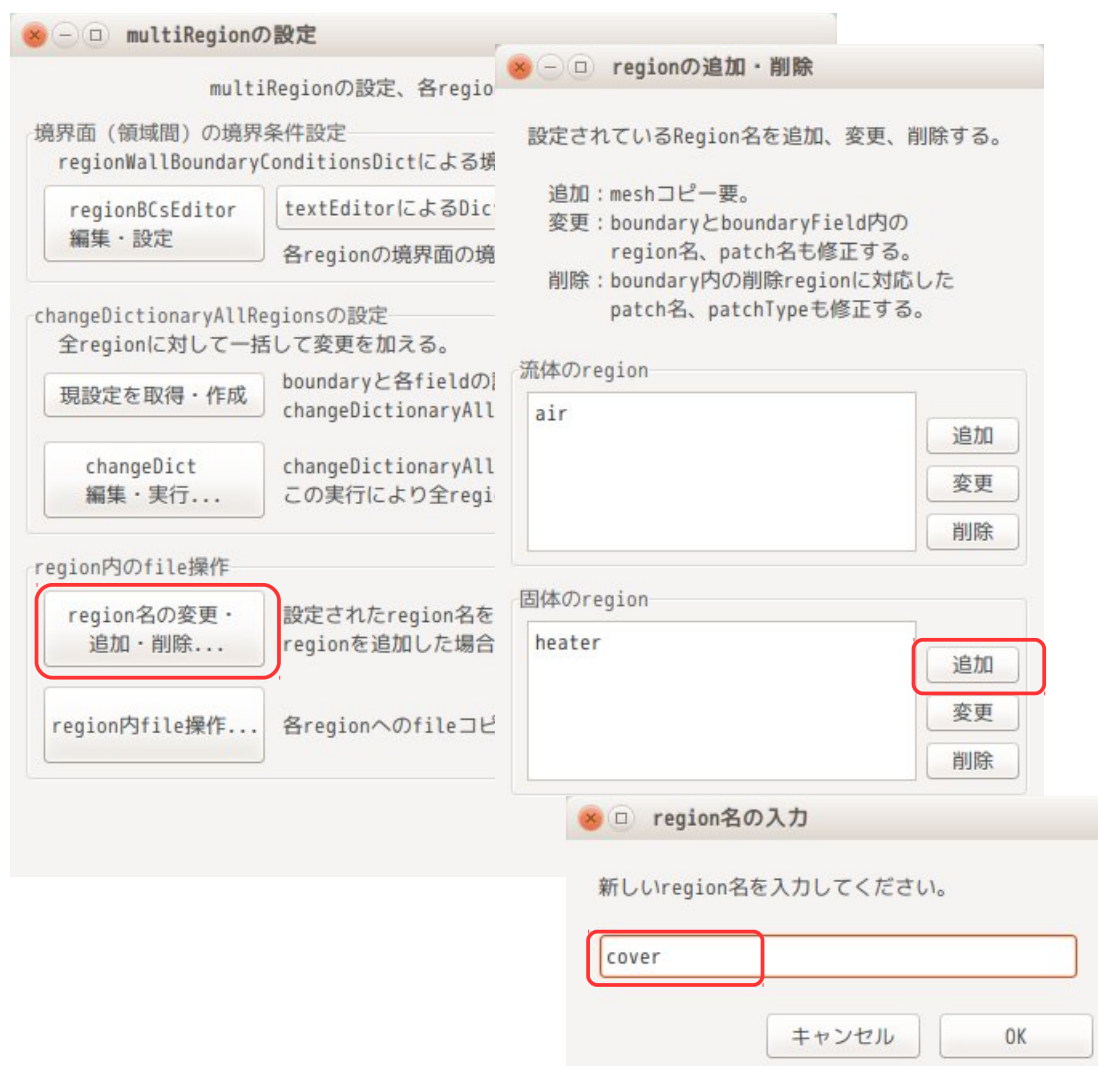 multiRegionの設定
multiRegionの設定、各regio
境界面（領域間）の境界条件設定
regionWallBoundaryConditionsDictによる境
regionBCsEditor
編集・設定
textEditorによるDic
各regionの境界面の境
changeDictionaryAllRegionsの設定
全regionに対して一括して変更を加える。
現設定を取得・作成
boundaryと各fieldの
changeDictionaryAll
changeDict
編集・実行...
changeDictionaryAll
この実行により全regi
region内のfile操作
region名の変更・
追加・削除...
設定されたregion名を
regionを追加した場合
region内file操作...
各regionへのfileコピ
regionの追加・削除
設定されているRegion名を追加、変更、削除する。
追加：meshコピー要。
変更：boundaryとboundaryField内の
region名、patch名も修正する。
削除：boundary内の削除regionに対応した
patch名、patchTypeも修正する。
流体のregion
air
追加
変更
削除
固体のregion
heater
追加
変更
削除
region名の入力
新しいregion名を入力してください。
cover
キャンセル
OK